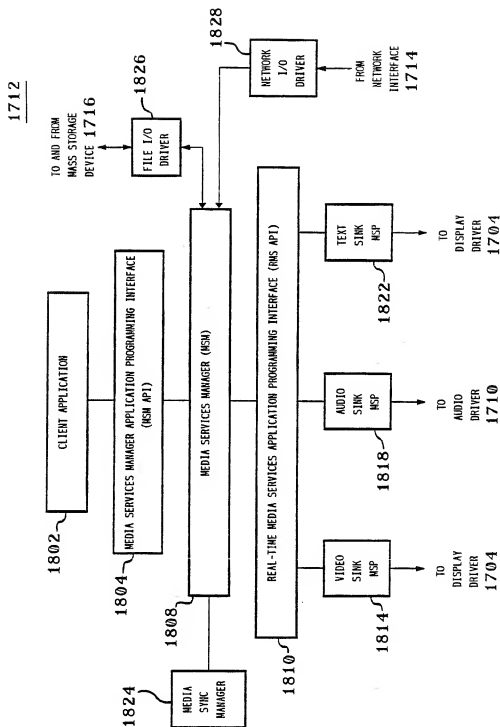 1712
CLIENT APPLICATION
1802
MEDIA SERVICES MANAGER APPLICATION PROGRAMMING INTERFACE
(MSM API)
1804
TO AND FROM
MASS STORAGE
DEVICE 1716
1826
FILE I/O
DRIVER
1828
NETWORK
I/O
DRIVER
FROM
NETWORK
INTERFACE
1714
1824
MEDIA
SYNC
MANAGER
MEDIA SERVICES MANAGER (MSM)
1808
REAL-TIME MEDIA SERVICES APPLICATION PROGRAMMING INTERFACE (RMS API)
1810
VIDEO
SINK
MSP
1814
TO
DISPLAY
DRIVER
1704
AUDIO
SINK
MSP
1818
TO
AUDIO
DRIVER
1710
TEXT
SINK
MSP
1822
TO
DISPLAY
DRIVER
1704